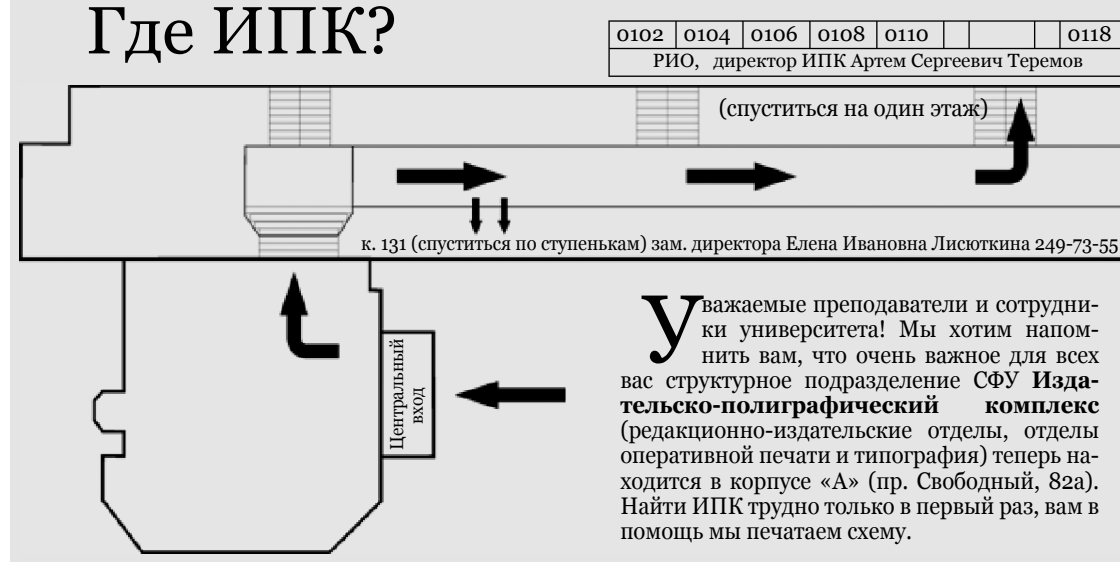 Где ИПК?
0102 0104 0106 0108 0110 0118
РИО, директор ИПК Артем Сергеевич Теремов
(спуститься на один этаж)
к. 131 (спуститься по ступенькам) зам. директора Елена Ивановна Лисюткина 249-73-55
Центральный
вход
Уважаемые преподаватели и сотрудни-
ки университета! Мы хотим напом-
нить вам, что очень важное для всех
вас структурное подразделение СФУ Изда-
тельско-полиграфический комплекс
(редакционно-издательские отделы, отделы
оперативной печати и типография) теперь на-
ходится в корпусе «А» (пр. Свободный, 82а).
Найти ИПК трудно только в первый раз, вам в
помощь мы печатаем схему.